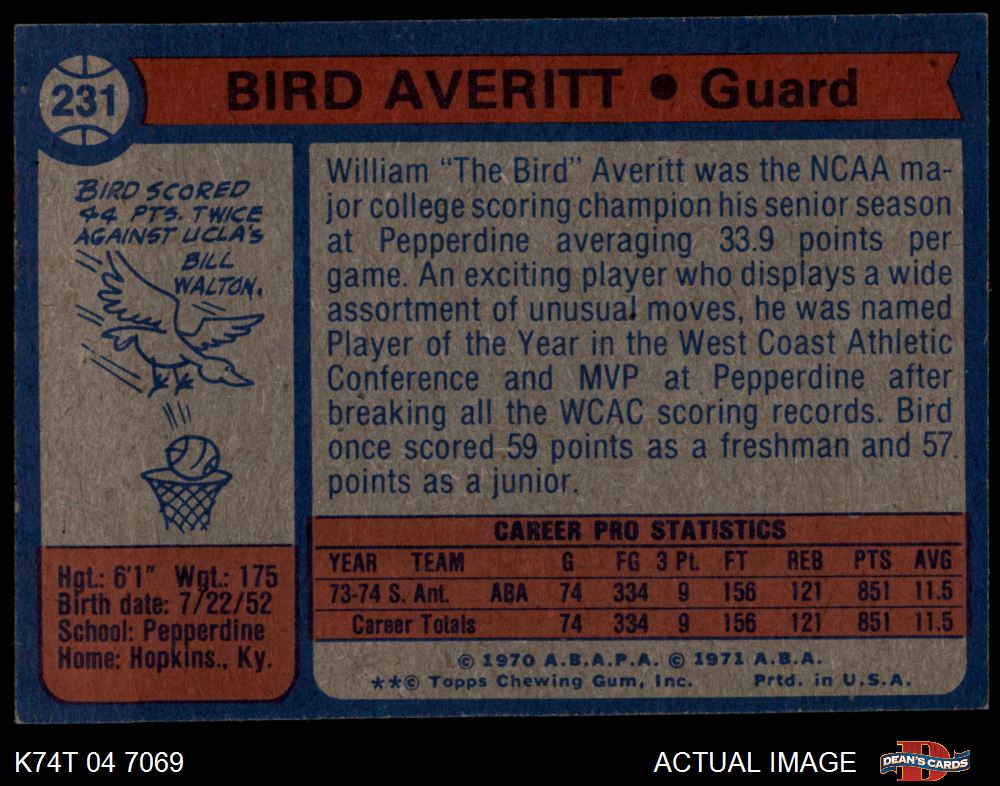 231
BIRD AVERITT • Guard
BIRD SCORED
44 PTS. TWICE
AGAINST UCLA'S
BILL
WALTON.
William "The Bird" Averitt was the NCAA ma-
jor college scoring champion his senior season
at Pepperdine averaging 33.9 points per
game. An exciting player who displays a wide
assortment of unusual moves, he was named
Player of the Year in the West Coast Athletic
Conference and MVP at Pepperdine after
breaking all the WCAC scoring records. Bird
once scored 59 points as a freshman and 57
points as a junior.
Hgt.: 6'1" Wgt.: 175
Birth date: 7/22/52
School: Pepperdine
Home: Hopkins., Ky.
CAREER PRO STATISTICS
YEAR TEAM G FG 3 Pt. FT REB PTS AVG
73-74 S. Ant. ABA 74 334 9 156 121 851 11.5
Career Totals 74 334 9 156 121 851 11.5
© 1970 A.B.A.P.A. © 1971 A.B.A.
**© Topps Chewing Gum, Inc. Prtd. in U.S.A.
K74T 04 7069
ACTUAL IMAGE
D
DEAN'S CARDS